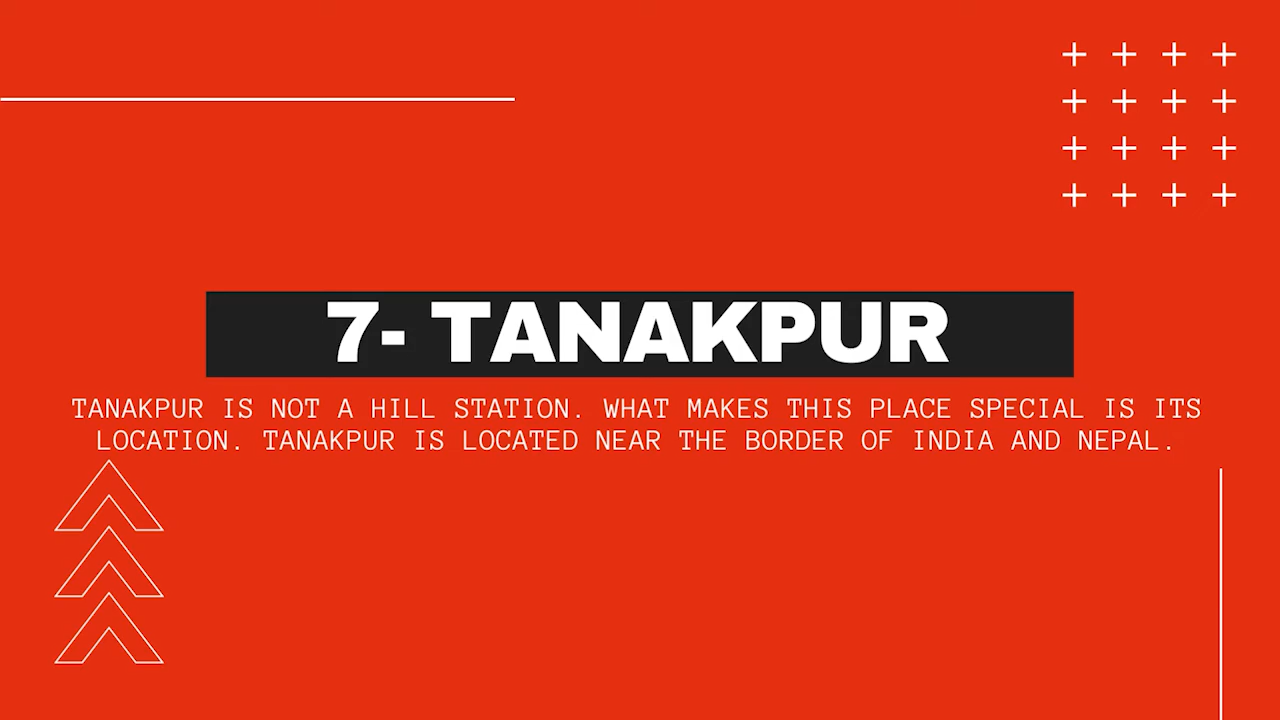 7- TANAKPUR
TANAKPUR IS NOT A HILL STATION. WHAT MAKES THIS PLACE SPECIAL IS ITS
LOCATION. TANAKPUR IS LOCATED NEAR THE BORDER OF INDIA AND NEPAL.